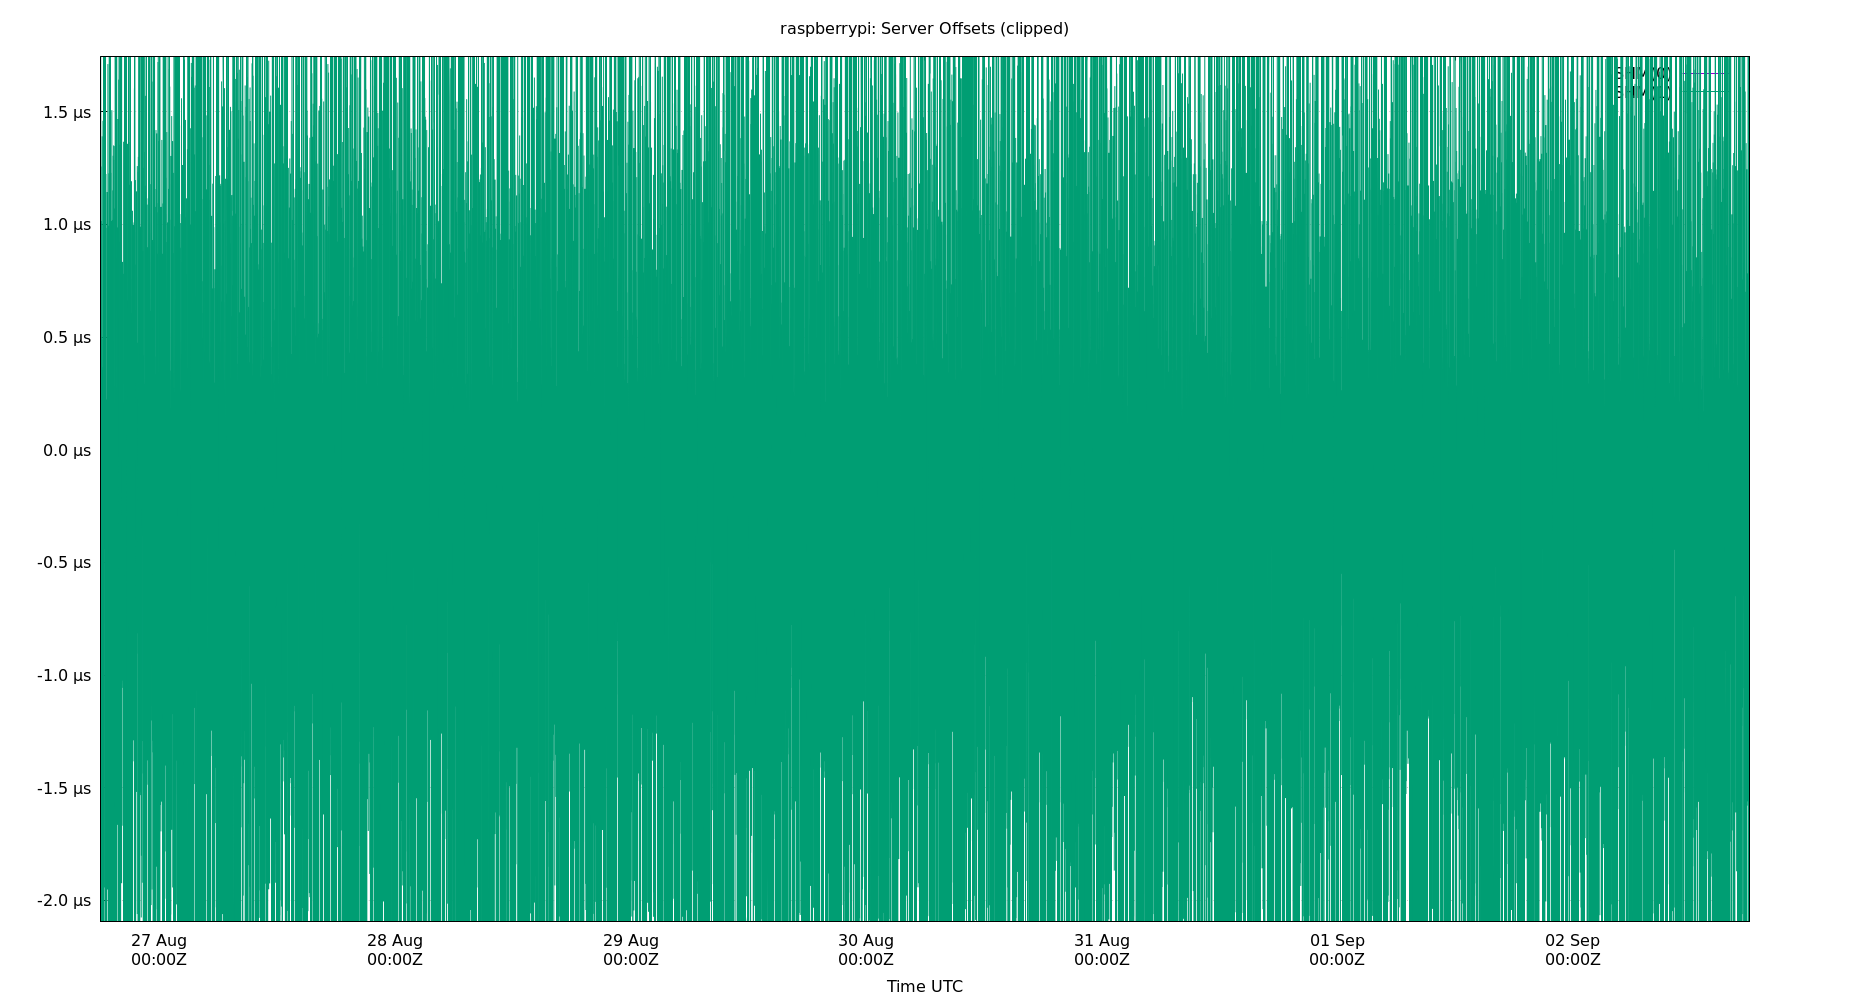 raspberrypi: Server Offsets (clipped)
SHM(0)
1.5 µs
1.0 µs
0.5 µs
0.0 µs
-0.5 µs
-1.0 µs
-1.5 µs
-2.0 µs
27 Aug 28 Aug 29 Aug 30 Aug 31 Aug 01 Sep 02 Sep
00:00Z 00:00Z 00:00Z 00:00Z 00:00Z 00:00Z 00:00Z
Time UTC